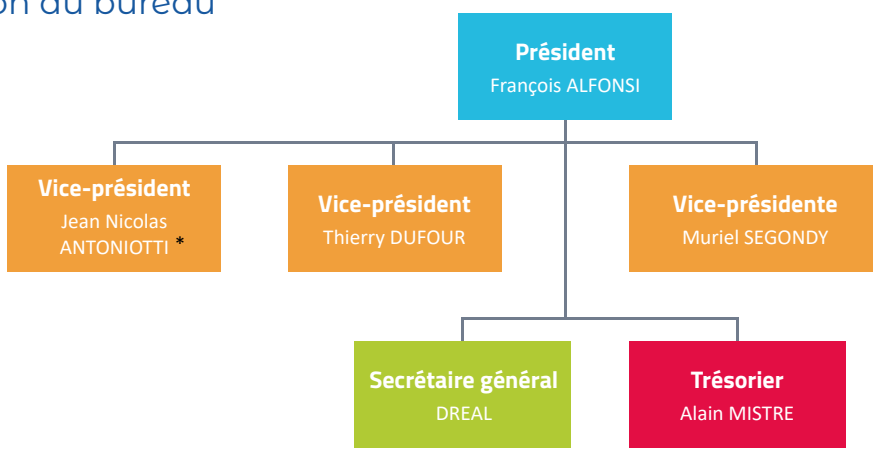 on du bureau
Président
François ALFONSI
Vice-président
Jean Nicolas
ANTONIOTTI *
Vice-président
Thierry DUFOUR
Vice-présidente
Muriel SEGONDY
Secrétaire général
DREAL
Trésorier
Alain MISTRE